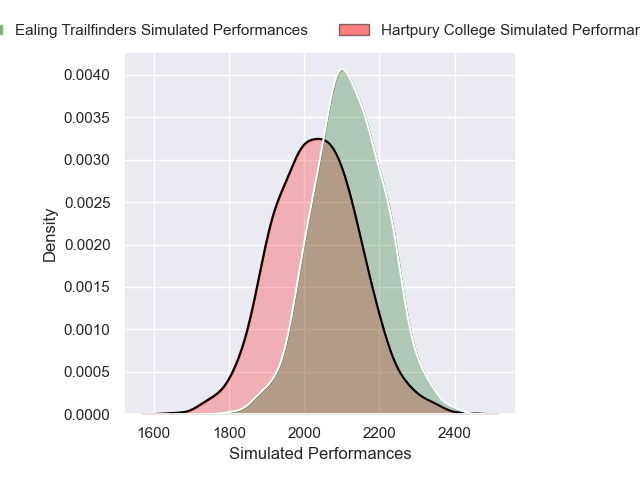 Ealing Trailfinders Simulated Performances
Hartpury College Simulated
0.0040
0.0035
0.0030
0.0025
0.0020
0.0015
0.0010
0.0005
0.0000
Density
1600 1800 2000 2200 2400
Simulated Performances